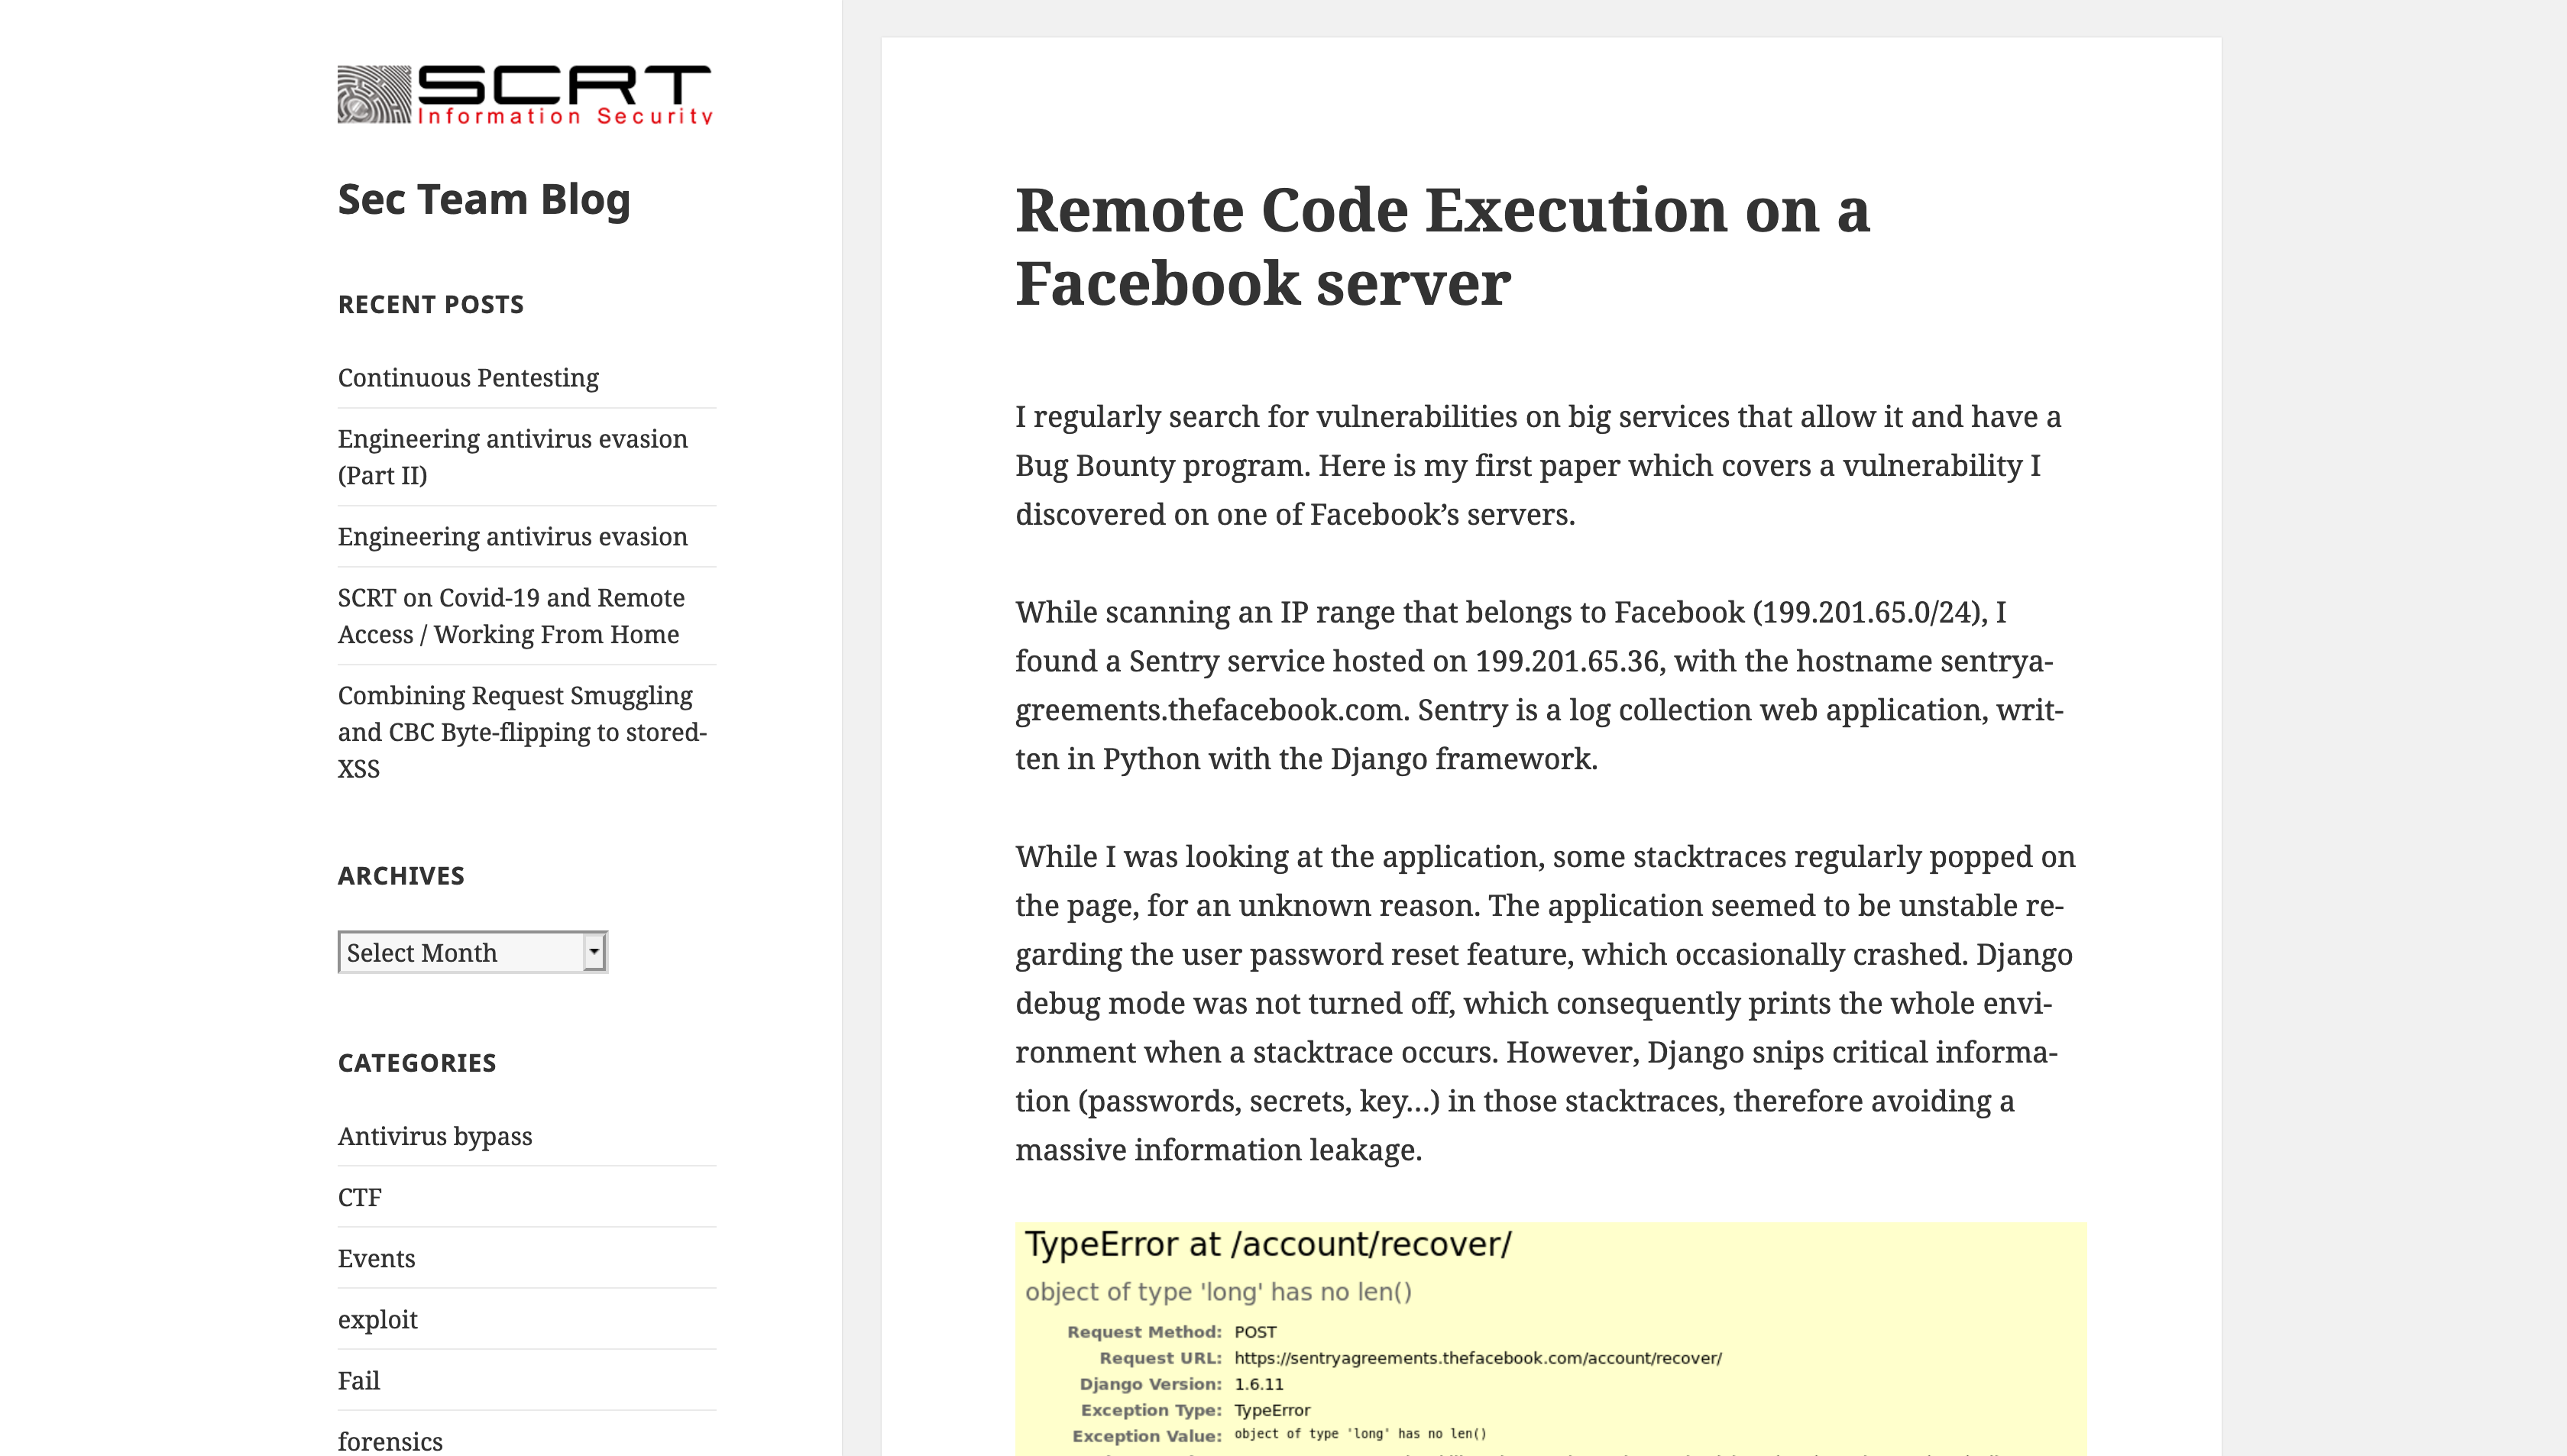 SCRT
Information Security
Sec Team Blog
RECENT POSTS
Continuous Pentesting
Engineering antivirus evasion
(Part II)
Engineering antivirus evasion
SCRT on Covid-19 and Remote
Access / Working From Home
Combining Request Smuggling
and CBC Byte-flipping to stored-
XSS
ARCHIVES
Select Month
CATEGORIES
Antivirus bypass
CTF
Events
exploit
Fail
forensics
Remote Code Execution on a
Facebook server
I regularly search for vulnerabilities on big services that allow it and have a
Bug Bounty program. Here is my first paper which covers a vulnerability I
discovered on one of Facebook’s servers.
While scanning an IP range that belongs to Facebook (199.201.65.0/24), I
found a Sentry service hosted on 199.201.65.36, with the hostname sentrya-
greements.thefacebook.com. Sentry is a log collection web application, writ-
ten in Python with the Django framework.
While I was looking at the application, some stacktraces regularly popped on
the page, for an unknown reason. The application seemed to be unstable re-
garding the user password reset feature, which occasionally crashed. Django
debug mode was not turned off, which consequently prints the whole envi-
ronment when a stacktrace occurs. However, Django snips critical informa-
tion (passwords, secrets, key…) in those stacktraces, therefore avoiding a
massive information leakage.
TypeError at /account/recover/
object of type 'long' has no len()
Request Method: POST
Request URL: https://sentryagreements.thefacebook.com/account/recover/
Django Version: 1.6.11
Exception Type: TypeError
Exception Value: object of type 'long' has no len()